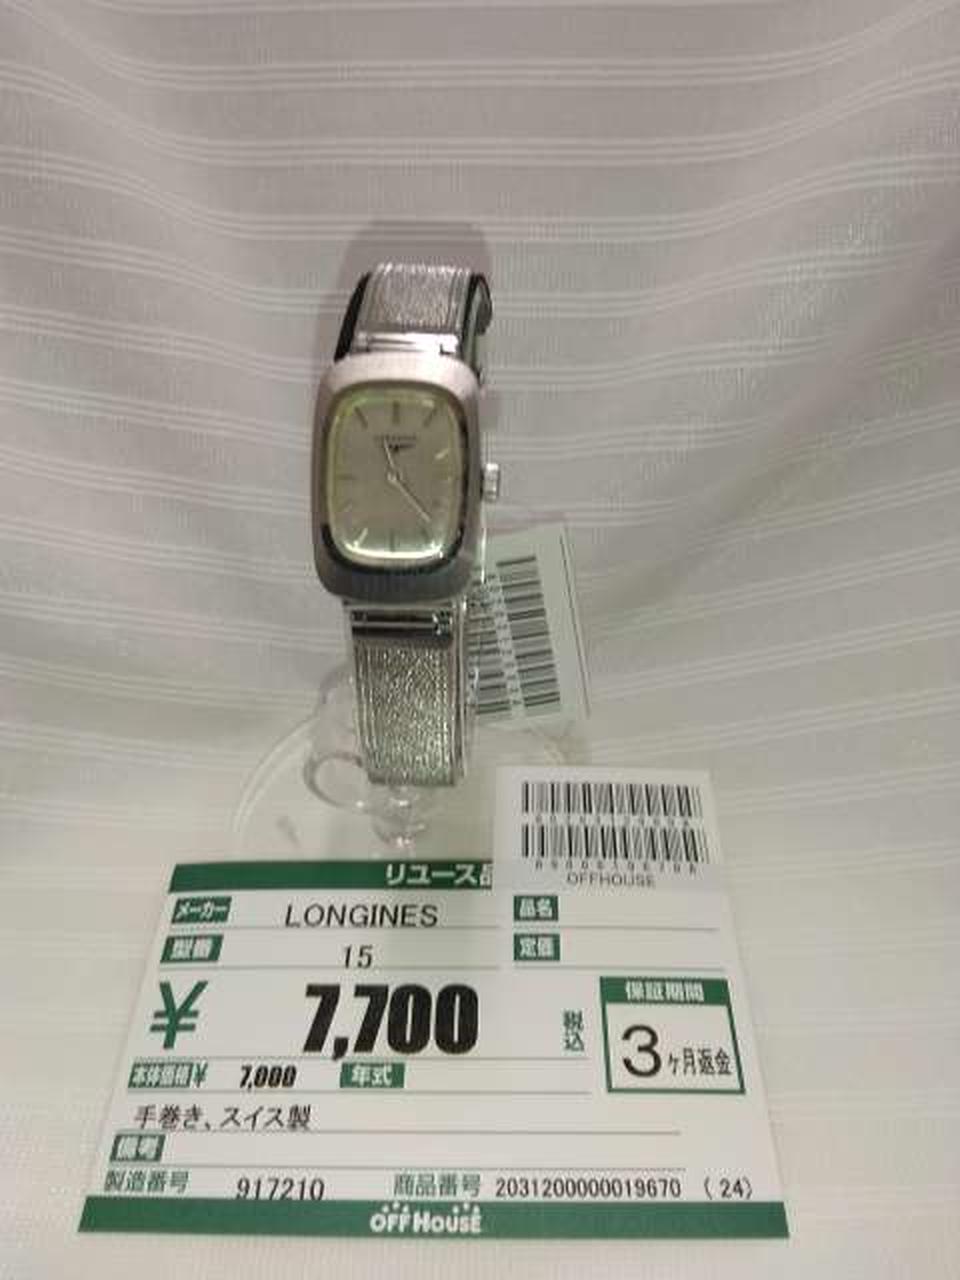 リユース品
OFFHOUSE
メーカー LONGINES 品名
型番 15 定価
¥ 7,700 税込
保証期間
3ヶ月返金
本体価格¥ 7,000 年式
手巻き、スイス製
備考
製造番号 917210 商品番号 2031200000019670 (24)
OFF HOUSE